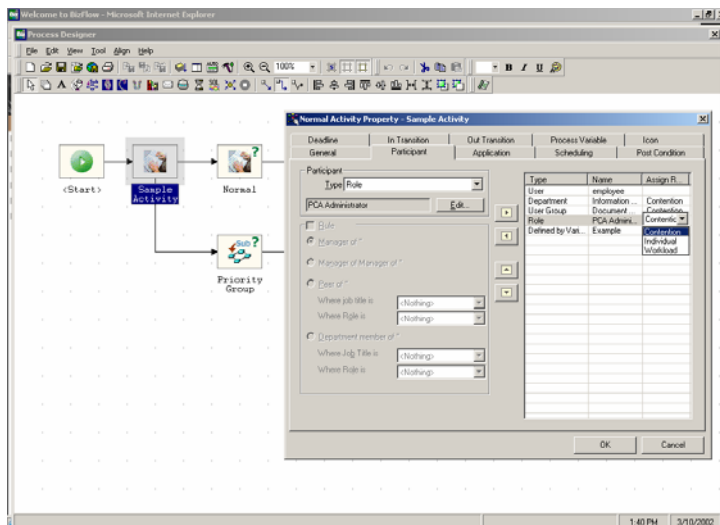 Welcome to BizFlow - Microsoft Internet Explorer
Process Designer
File Edit View Tool Align Help
100%
B I U
<Start>
Sample Activity
Normal
Sub
Priority Group
Normal Activity Property - Sample Activity
Deadline In Transition Out Transition Process Variable Icon
General Participant Application Scheduling Post Condition
Participant
Type Role
PCA Administrator Edit...
Rule
Manager of *
Manager of Manager of *
Peer of *
Where job title is <Nothing>
Where Role is <Nothing>
Department member of *
Where Job Title is <Nothing>
Where Role is <Nothing>
Type Name Assign R...
User employee
Department Information ... Contention
User Group Document ... Contention
Role PCA Admini... Contentic
Defined by Vari... Example Contention
Individual
Workload
OK Cancel
1:40 PM 3/10/2002